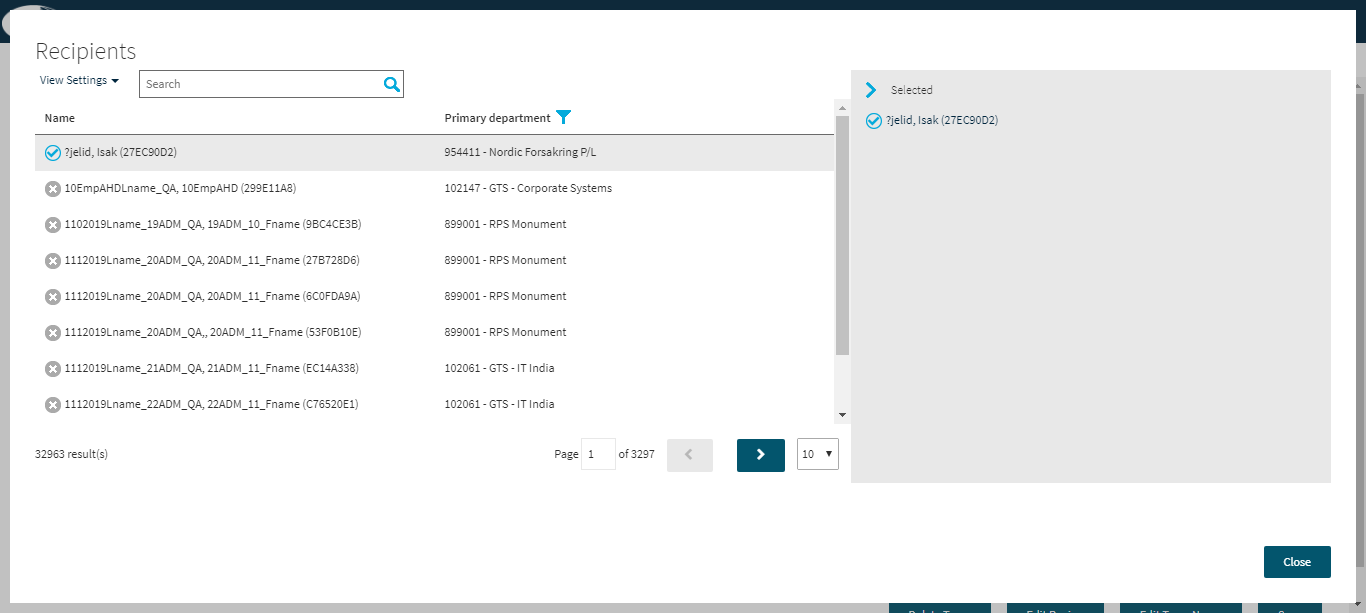 Recipients
View Settings
Search
Name Primary department
?jelid, Isak (27EC90D2) 954411 - Nordic Forsakring P/L
10EmpAHDLname_QA, 10EmpAHD (299E11A8) 102147 - GTS - Corporate Systems
1102019Lname_19ADM_QA, 19ADM_10_Fname (9BC4CE3B) 899001 - RPS Monument
1112019Lname_20ADM_QA, 20ADM_11_Fname (27B728D6) 899001 - RPS Monument
1112019Lname_20ADM_QA, 20ADM_11_Fname (6C0FDA9A) 899001 - RPS Monument
1112019Lname_20ADM_QA,, 20ADM_11_Fname (53F0B10E) 899001 - RPS Monument
1112019Lname_21ADM_QA, 21ADM_11_Fname (EC14A338) 102061 - GTS - IT India
1112019Lname_22ADM_QA, 22ADM_11_Fname (C76520E1) 102061 - GTS - IT India
32963 result(s) Page 1 of 3297 10
Selected
?jelid, Isak (27EC90D2)
Close